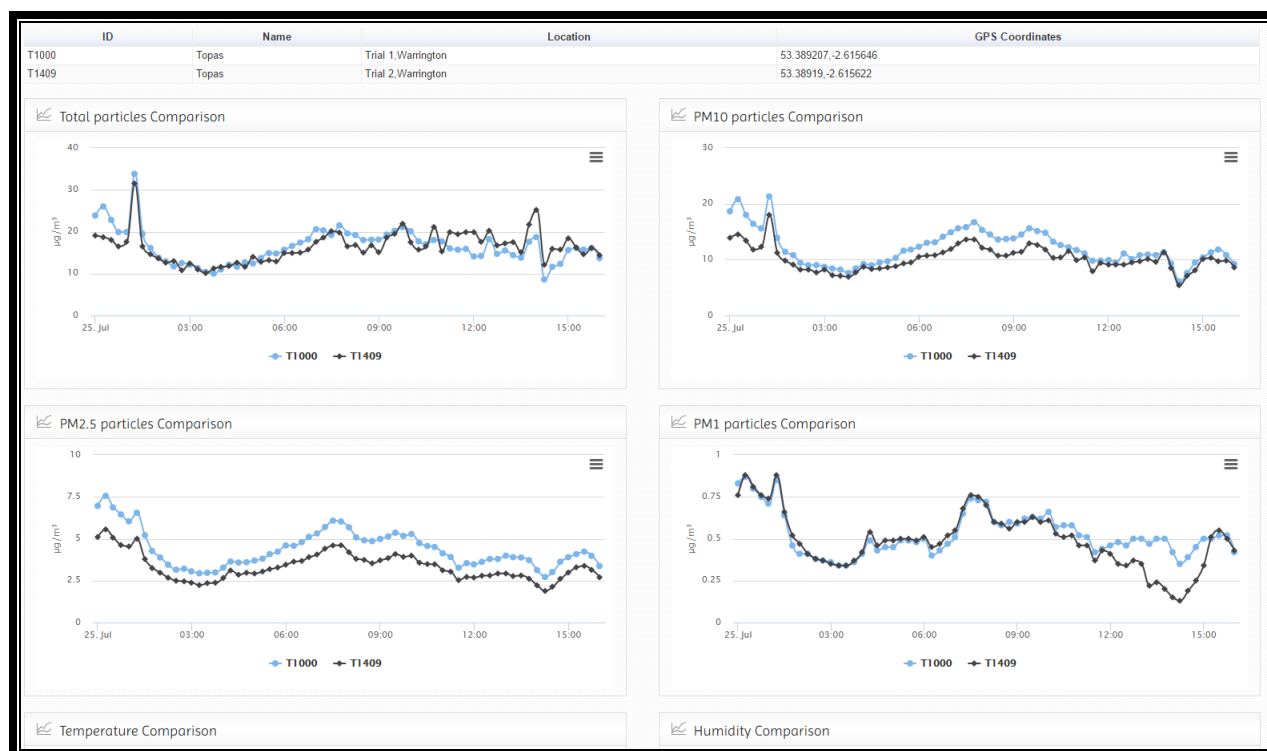 ID Name Location GPS Coordinates
T1000 Topas Trial 1,Warrington 53.389207,-2.615646
T1409 Topas Trial 2,Warrington 53.38919,-2.615622
Total particles Comparison
40
30
20
10
0
µg /m³
25. Jul 03:00 06:00 09:00 12:00 15:00
T1000 T1409
PM10 particles Comparison
30
20
10
0
µg /m³
25. Jul 03:00 06:00 09:00 12:00 15:00
T1000 T1409
PM2.5 particles Comparison
10
7.5
5
2.5
0
µg /m³
25. Jul 03:00 06:00 09:00 12:00 15:00
T1000 T1409
PM1 particles Comparison
1
0.75
0.5
0.25
0
µg /m³
25. Jul 03:00 06:00 09:00 12:00 15:00
T1000 T1409
Temperature Comparison
Humidity Comparison